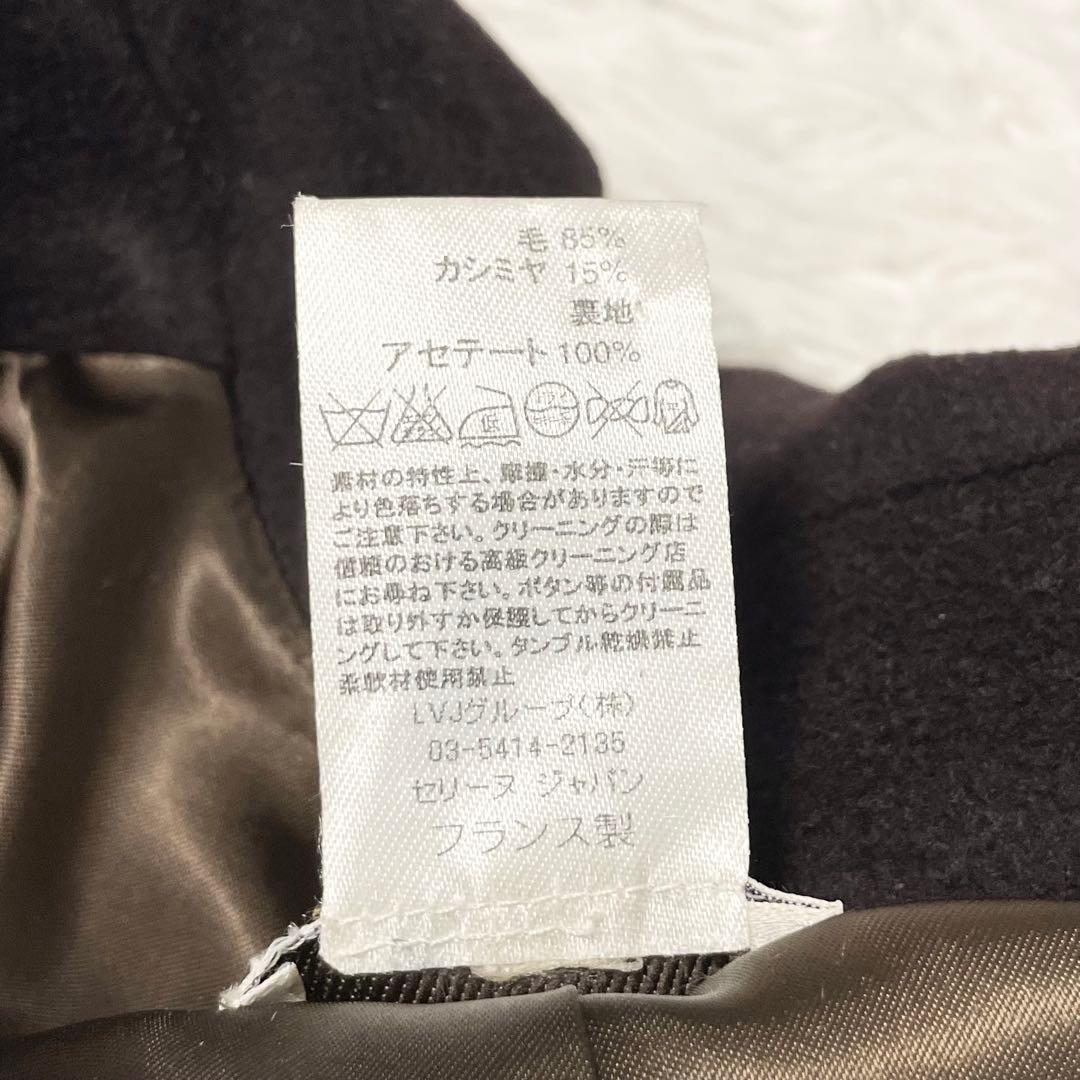 毛 85%
カシミヤ 15%
裏地
アセテート 100%
素材の特性上、摩擦・水分・汗等に
より色落ちする場合がありますので
ご注意下さい。クリーニングの際は
信頼のおける高級クリーニング店
にお尋ね下さい。ボタン等の付属品
は取り外すか保護してからクリーニ
ングして下さい。タンブル乾燥禁止
柔軟材使用禁止
LVJグループ(株)
03-5414-2135
セリーヌ ジャパン
フランス製